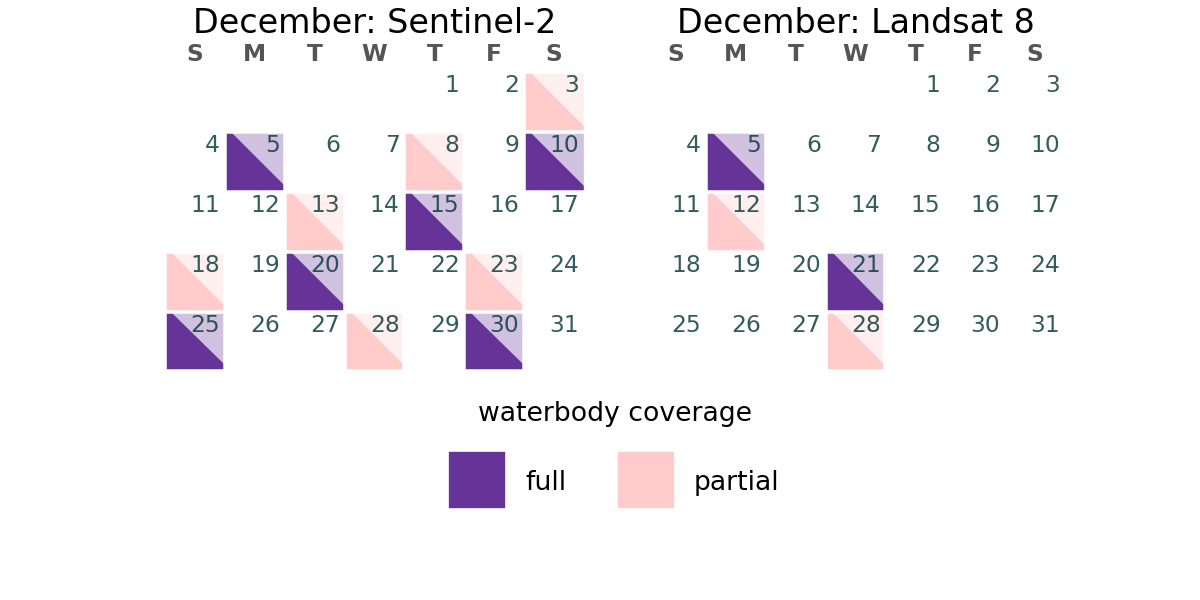 December: Sentinel-2
S M T W T F S
1 2 3
4 5 6 7 8 9 10
11 12 13 14 15 16 17
18 19 20 21 22 23 24
25 26 27 28 29 30 31
December: Landsat 8
S M T W T F S
1 2 3
4 5 6 7 8 9 10
11 12 13 14 15 16 17
18 19 20 21 22 23 24
25 26 27 28 29 30 31
waterbody coverage
full partial